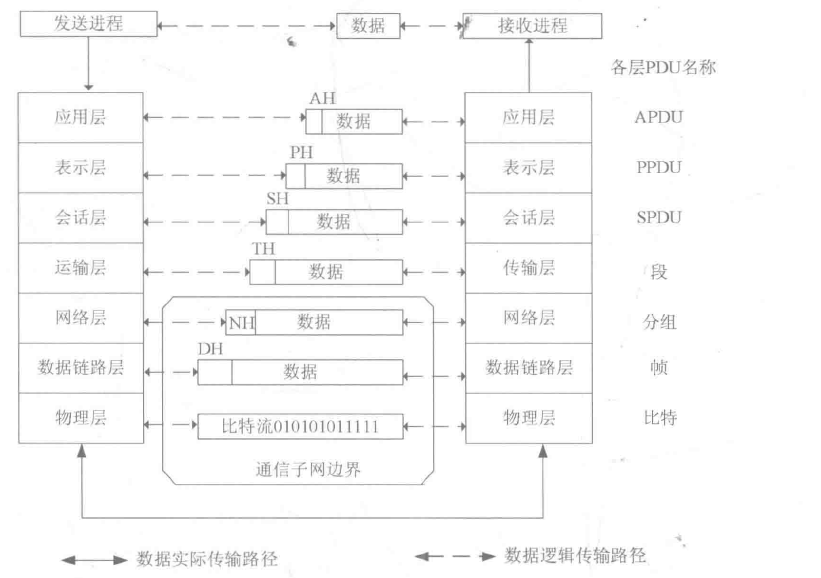 发送进程 数据 接收进程
各层PDU名称
AH
应用层 数据 应用层 APDU
PH
表示层 数据 表示层 PPDU
SH
会话层 数据 会话层 SPDU
TH
运输层 数据 传输层 段
网络层 NH 数据 网络层 分组
DH
数据链路层 数据 数据链路层 帧
物理层 比特流010101011111 物理层 比特
通信子网边界
数据实际传输路径 数据逻辑传输路径